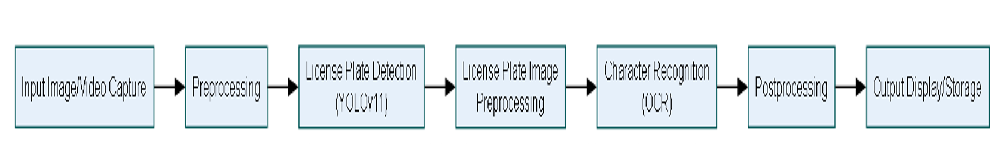 Input Image/Video Capture
Preprocessing
License Plate Detection
(YOLOv11)
License Plate Image
Preprocessing
Character Recognition
(OCR)
Postprocessing
Output Display/Storage